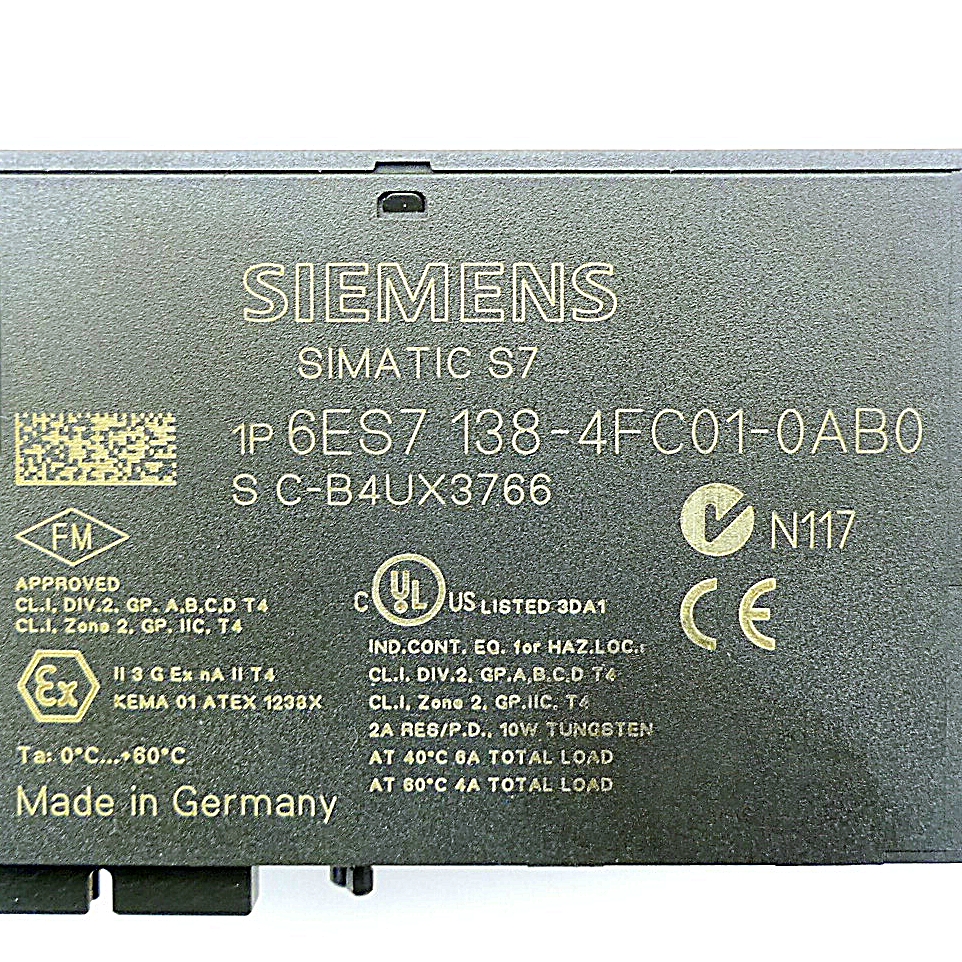 SIEMENS
SIMATIC S7
1P 6ES7 138-4FC01-0AB0
S C-B4UX3766
N117
FM
APPROVED
CL.I, DIV.2, GP. A,B,C,D T4
CL.I, Zone 2, GP. IIC, T4
Ex
II 3 G Ex nA II T4
KEMA 01 ATEX 1238X
Ta: 0°C...+60°C
Made in Germany
C UL US LISTED 3DA1
IND.CONT. EQ. for HAZ.LOC.:
CL.I, DIV.2, GP.A,B,C,D T4
CL.I, Zone 2, GP.IIC, T4
2A RES/P.D., 10W TUNGSTEN
AT 40°C 6A TOTAL LOAD
AT 60°C 4A TOTAL LOAD
CE